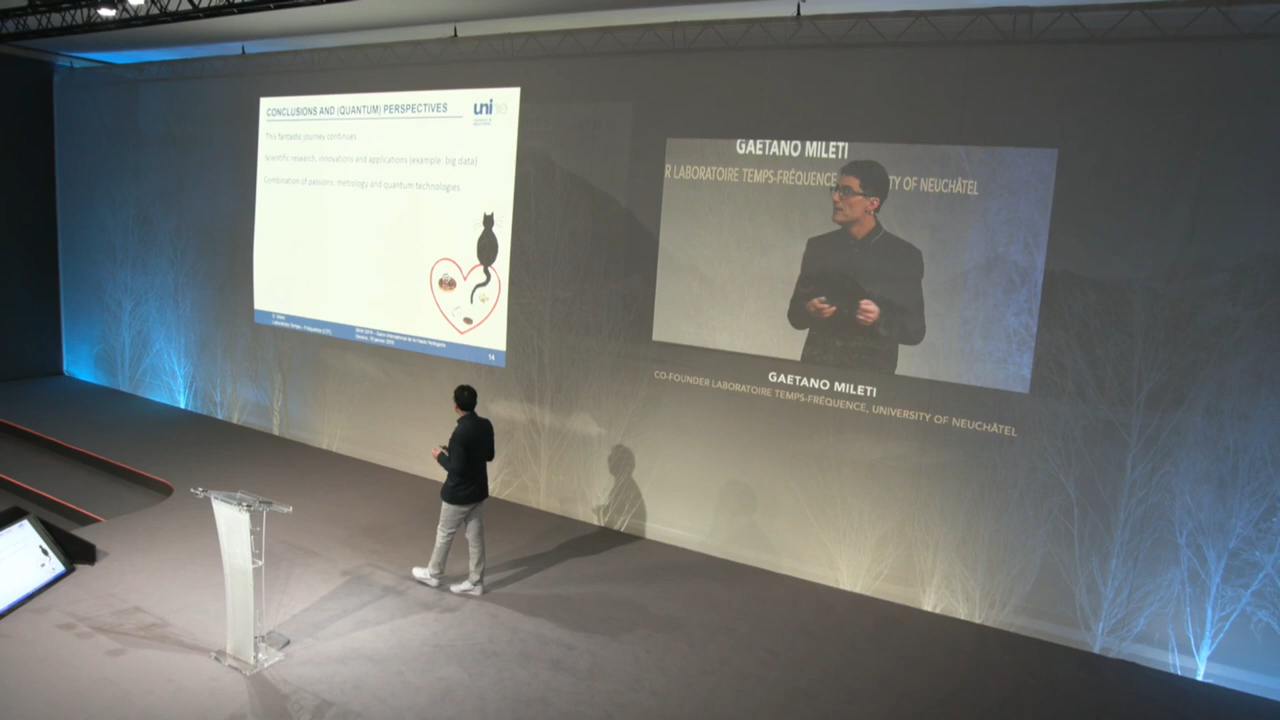 CONCLUSIONS AND (QUANTUM) PERSPECTIVES
uni
This fantastic journey continues
Scientific research, innovations and applications (example: big data)
Combination of passions: metrology and quantum technologies
14
GAETANO MILETI
R LABORATOIRE TEMPS-FRÉQUENCE TY OF NEUCHÂTEL
GAETANO MILETI
CO-FOUNDER LABORATOIRE TEMPS-FRÉQUENCE, UNIVERSITY OF NEUCHÂTEL